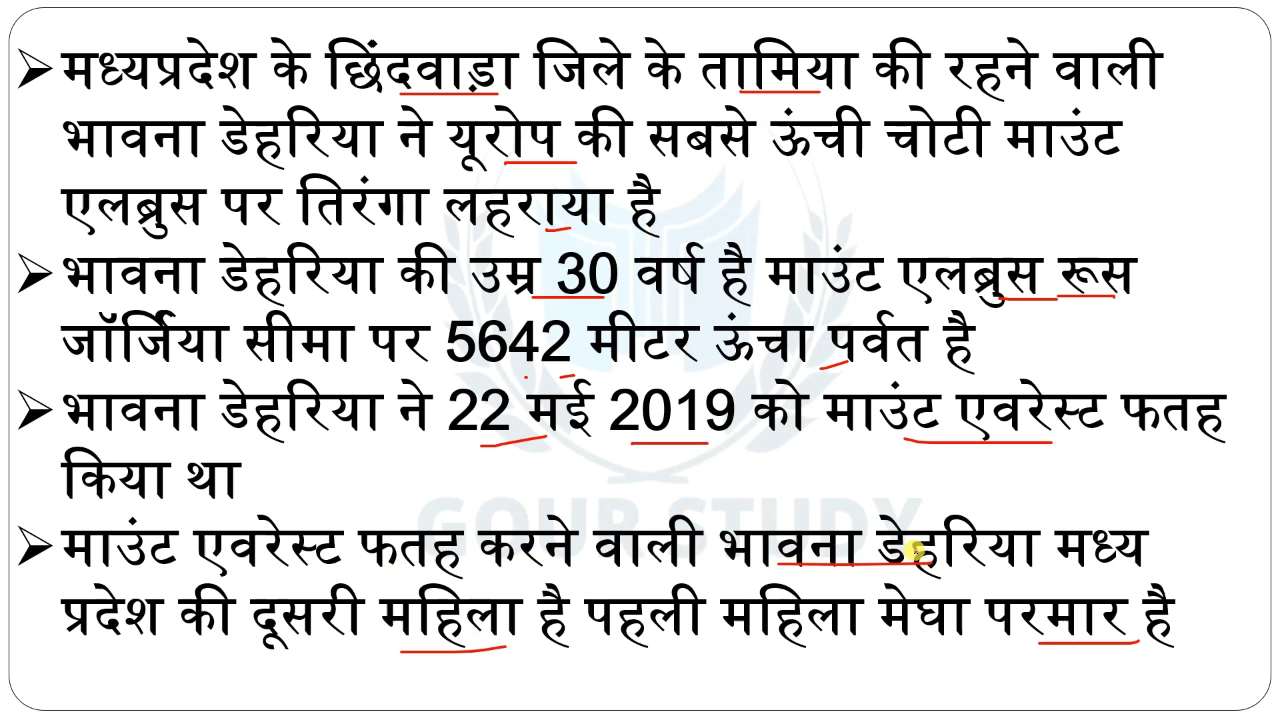 ➢ मध्यप्रदेश के छिंदवाड़ा जिले के तामिया की रहने वाली
भावना डेहरिया ने यूरोप की सबसे ऊंची चोटी माउंट
एलब्रुस पर तिरंगा लहराया है
➢ भावना डेहरिया की उम्र 30 वर्ष है माउंट एलब्रुस रूस
जॉर्जिया सीमा पर 5642 मीटर ऊंचा पर्वत है
➢ भावना डेहरिया ने 22 मई 2019 को माउंट एवरेस्ट फतह
किया था
GOUR STUDY
➢ माउंट एवरेस्ट फतह करने वाली भावना डेहरिया मध्य
प्रदेश की दूसरी महिला है पहली महिला मेघा परमार है